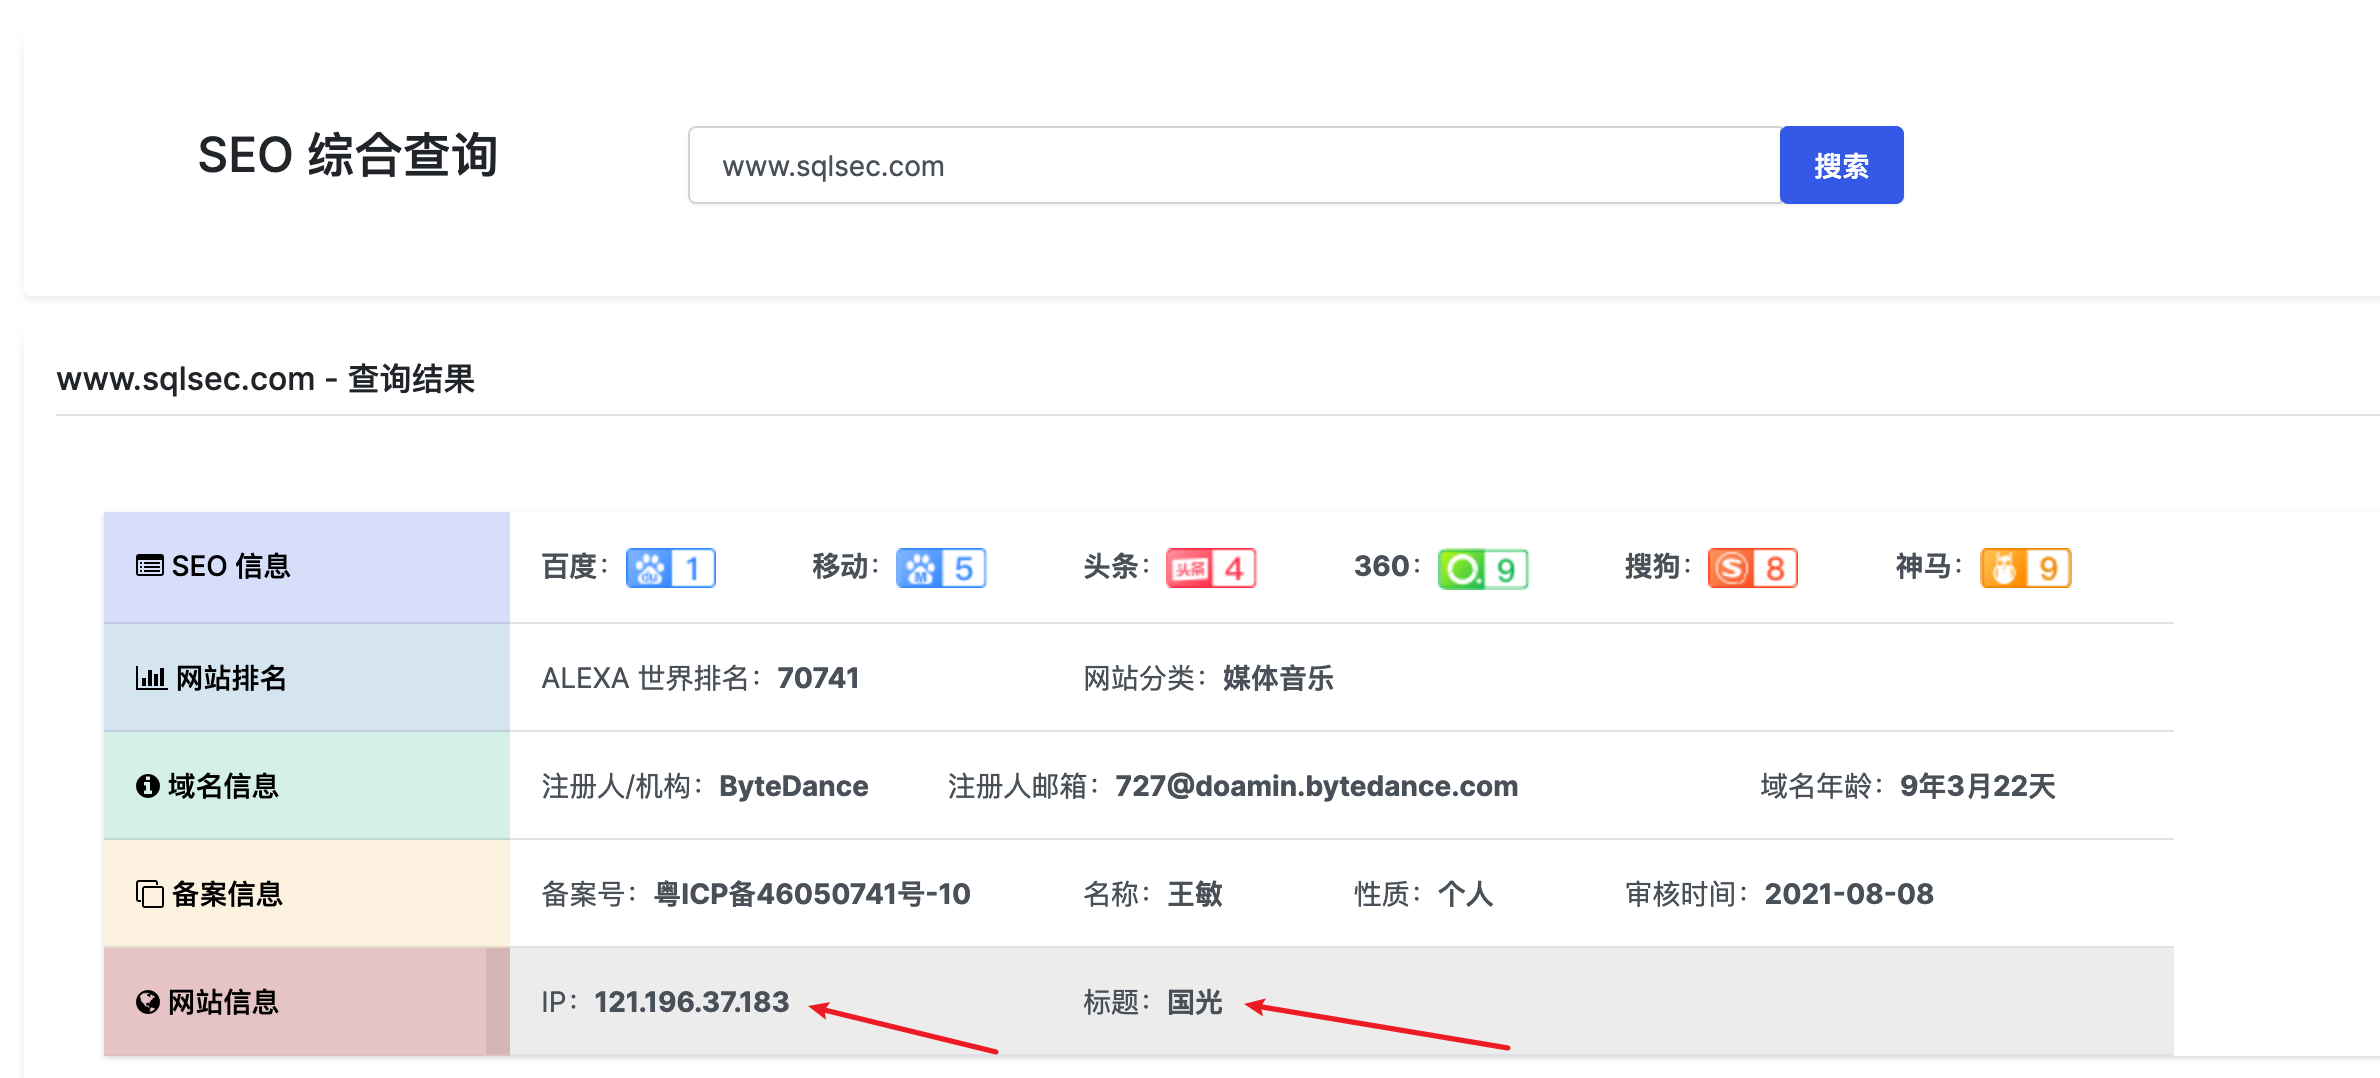 SEO 综合查询
www.sqlsec.com 搜索
www.sqlsec.com - 查询结果
SEO 信息 百度： du 1 移动： M 5 头条： 头条 4 360： 9 搜狗： S 8 神马： 9
网站排名 ALEXA 世界排名：70741 网站分类：媒体音乐
域名信息 注册人/机构：ByteDance 注册人邮箱：727@doamin.bytedance.com 域名年龄：9年3月22天
备案信息 备案号：粤ICP备46050741号-10 名称：王敏 性质：个人 审核时间：2021-08-08
网站信息 IP：121.196.37.183 标题：国光